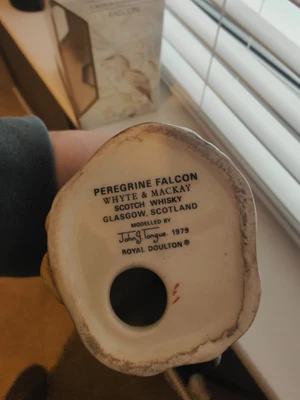 PEREGRINE FALCON
WHYTE & MACKAY
SCOTCH WHISKY
GLASGOW, SCOTLAND
MODELLED BY
John G Tongue 1979
ROYAL DOULTON®